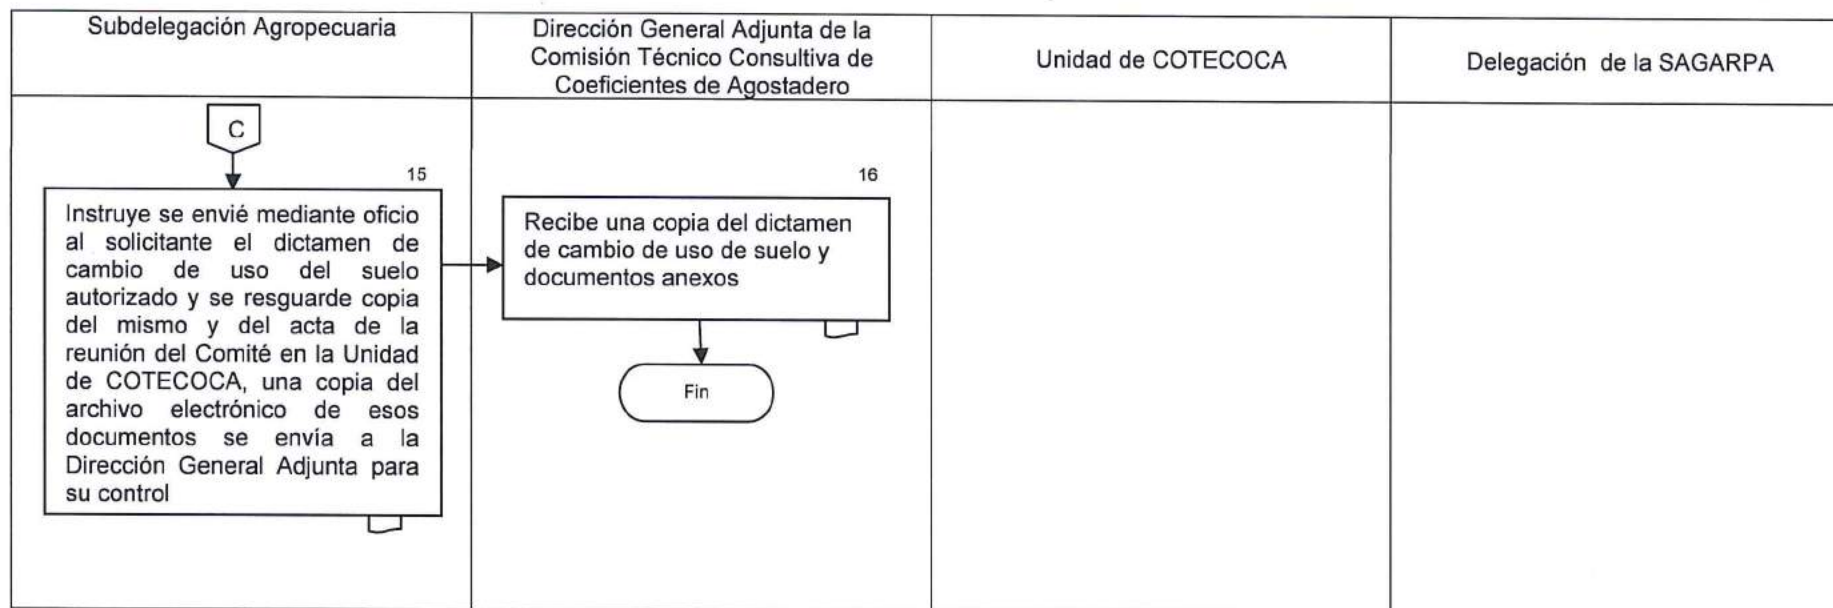 Subdelegación Agropecuaria
Dirección General Adjunta de la
Comisión Técnico Consultiva de
Coeficientes de Agostadero
Unidad de COTECOCA
Delegación de la SAGARPA
C
15
Instruye se envié mediante oficio
al solicitante el dictamen de
cambio de uso del suelo
autorizado y se resguarde copia
del mismo y del acta de la
reunión del Comité en la Unidad
de COTECOCA, una copia del
archivo electrónico de esos
documentos se envía a la
Dirección General Adjunta para
su control
16
Recibe una copia del dictamen
de cambio de uso de suelo y
documentos anexos
Fin